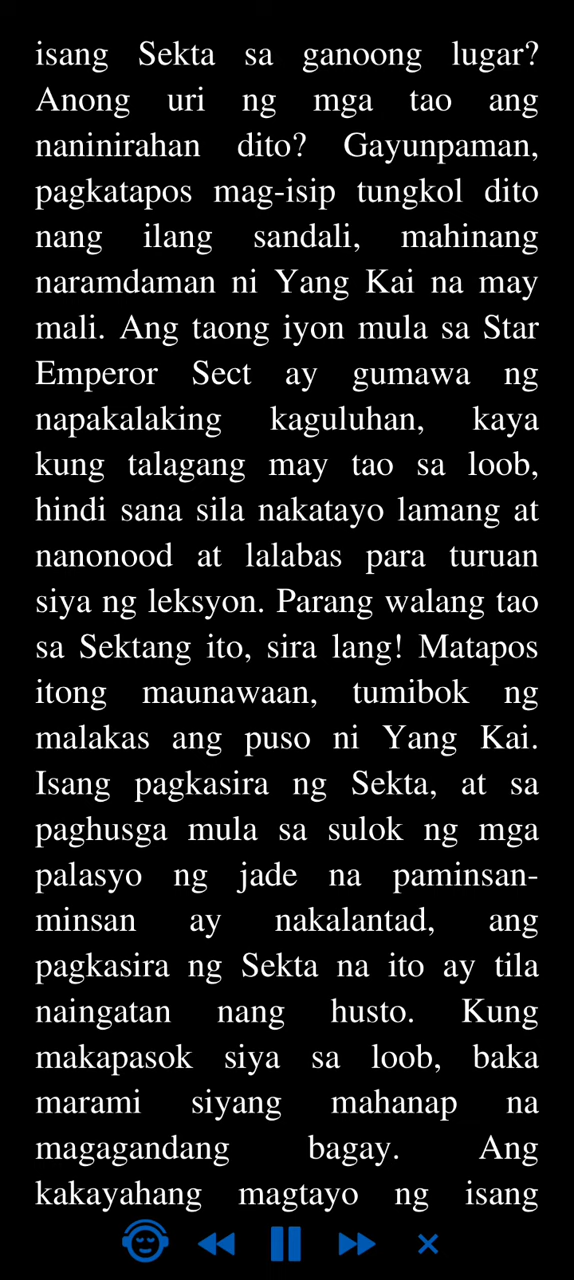 isang Sekta sa ganoong lugar?
Anong uri ng mga tao ang
naninirahan dito? Gayunpaman,
pagkatapos mag-isip tungkol dito
nang ilang sandali, mahinang
naramdaman ni Yang Kai na may
mali. Ang taong iyon mula sa Star
Emperor Sect ay gumawa ng
napakalaking kaguluhan, kaya
kung talagang may tao sa loob,
hindi sana sila nakatayo lamang at
nanonood at lalabas para turuan
siya ng leksyon. Parang walang tao
sa Sektang ito, sira lang! Matapos
itong maunawaan, tumibok ng
malakas ang puso ni Yang Kai.
Isang pagkasira ng Sekta, at sa
paghusga mula sa sulok ng mga
palasyo ng jade na paminsan-
minsan ay nakalantad, ang
pagkasira ng Sekta na ito ay tila
naingatan nang husto. Kung
makapasok siya sa loob, baka
marami siyang mahanap na
magagandang bagay. Ang
kakayahang magtayo ng isang